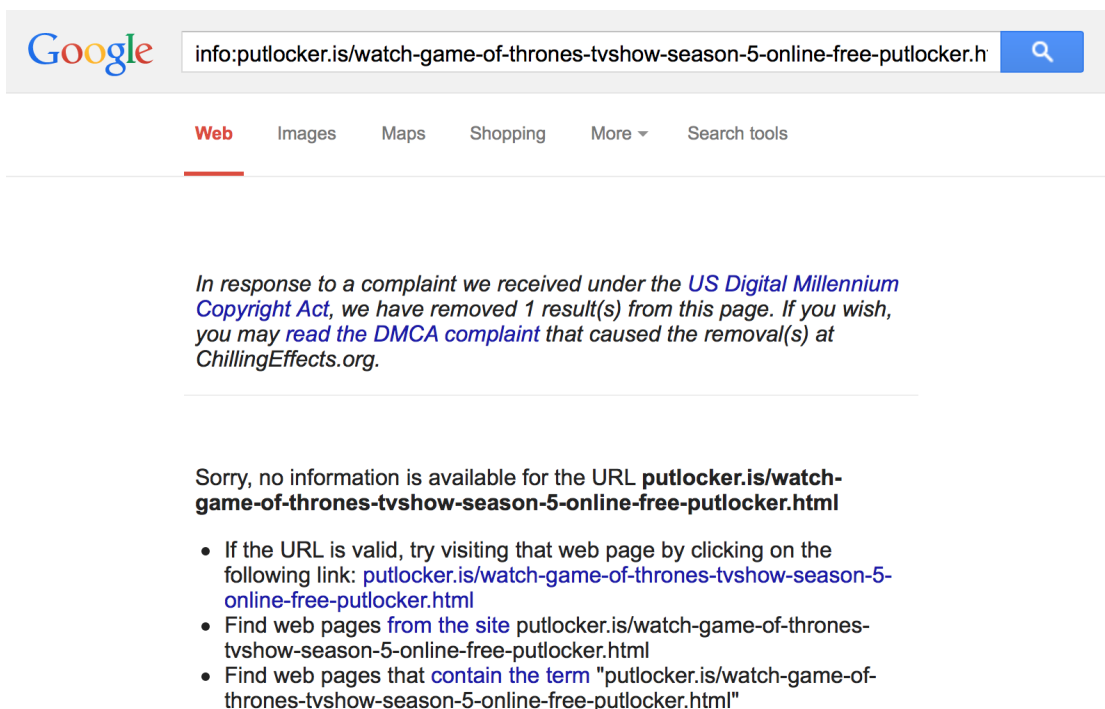 Google
info:putlocker.is/watch-game-of-thrones-tvshow-season-5-online-free-putlocker.h
Web Images Maps Shopping More Search tools
In response to a complaint we received under the US Digital Millennium
Copyright Act, we have removed 1 result(s) from this page. If you wish,
you may read the DMCA complaint that caused the removal(s) at
ChillingEffects.org.
Sorry, no information is available for the URL putlocker.is/watch-
game-of-thrones-tvshow-season-5-online-free-putlocker.html
• If the URL is valid, try visiting that web page by clicking on the
following link: putlocker.is/watch-game-of-thrones-tvshow-season-5-
online-free-putlocker.html
• Find web pages from the site putlocker.is/watch-game-of-thrones-
tvshow-season-5-online-free-putlocker.html
• Find web pages that contain the term "putlocker.is/watch-game-of-
thrones-tvshow-season-5-online-free-putlocker.html"